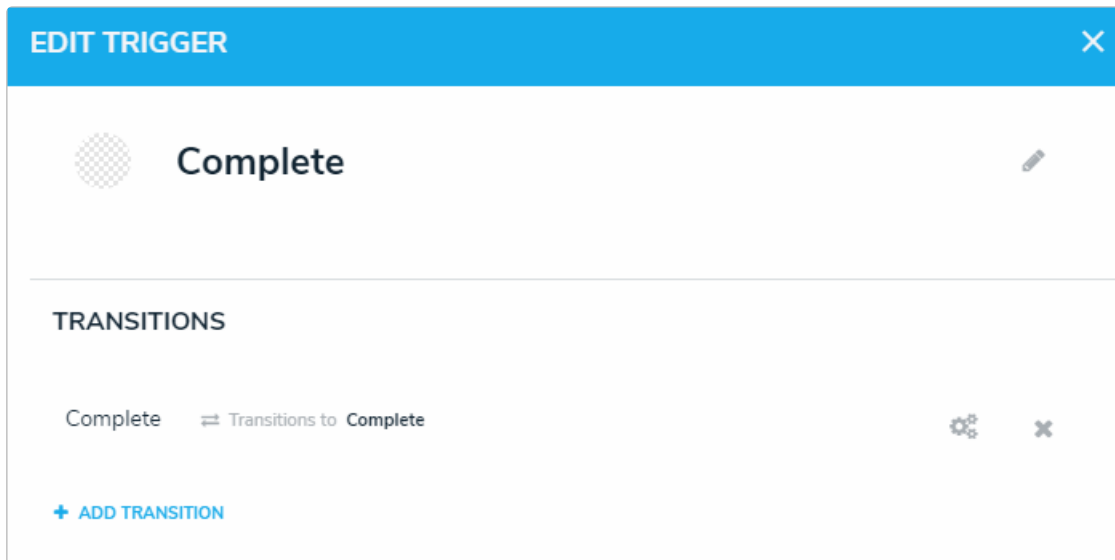 EDIT TRIGGER
Complete
TRANSITIONS
Complete Transitions to Complete
ADD TRANSITION